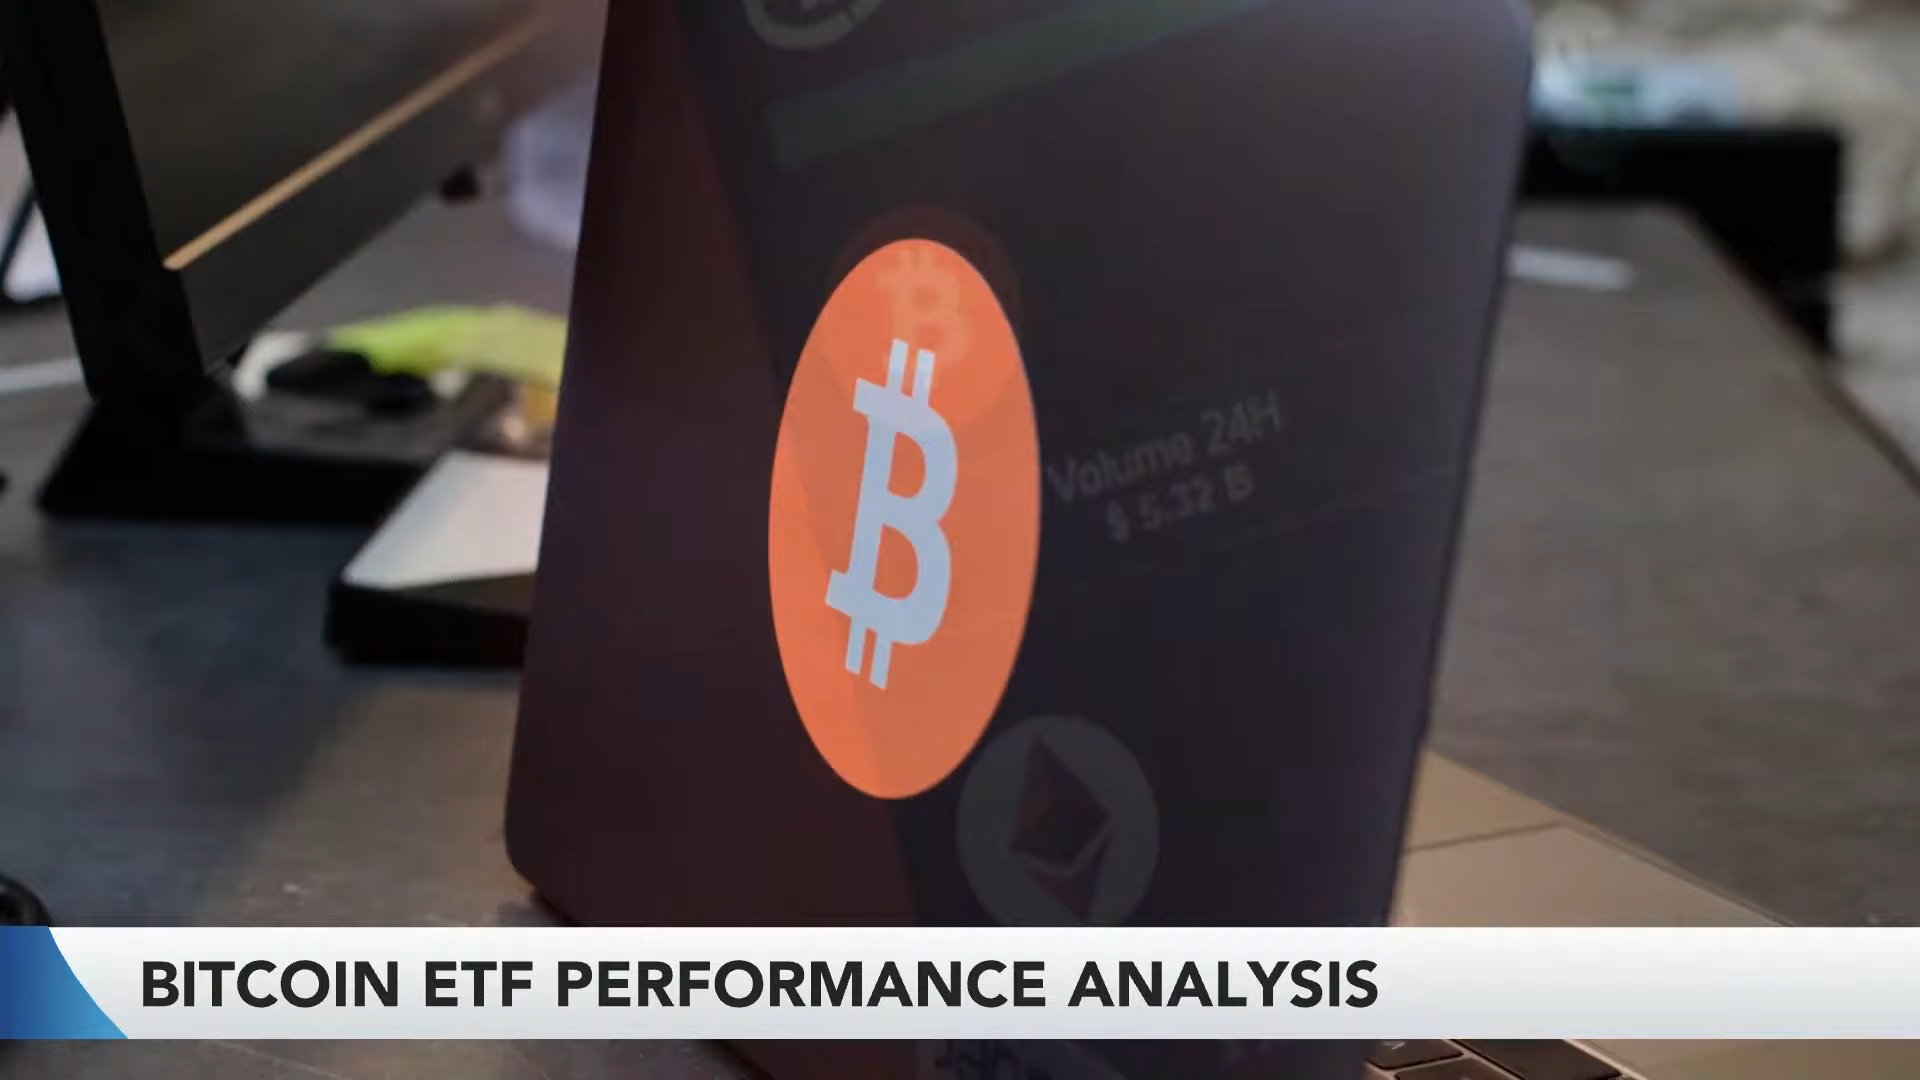 Volume 24H
$ 5.32 B
BITCOIN ETF PERFORMANCE ANALYSIS